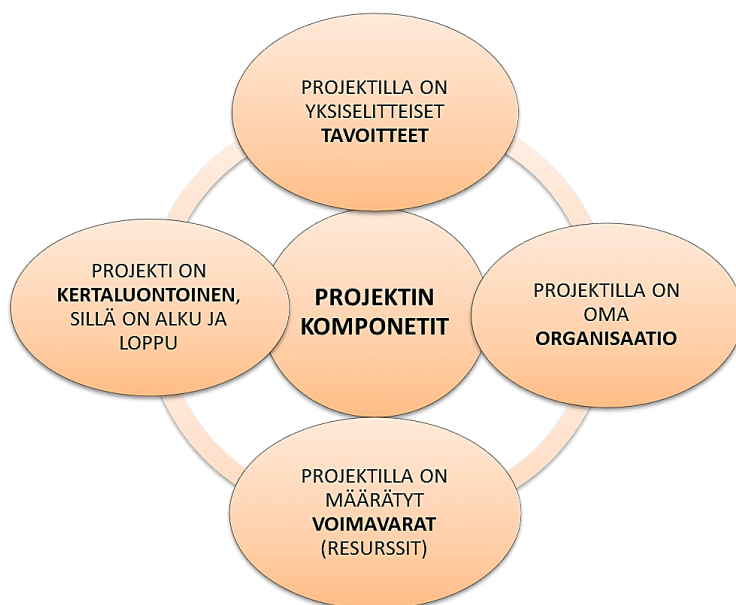 PROJEKTILLA ON
YKSISELITTEISET
TAVOITTEET
PROJEKTI ON
KERTALUONTOINEN,
SILLÄ ON ALKU JA
LOPPU
PROJEKTIN
KOMPONETIT
PROJEKTILLA ON
OMA
ORGANISAATIO
PROJEKTILLA ON
MÄÄRÄTYT
VOIMAVARAT
(RESURSSIT)